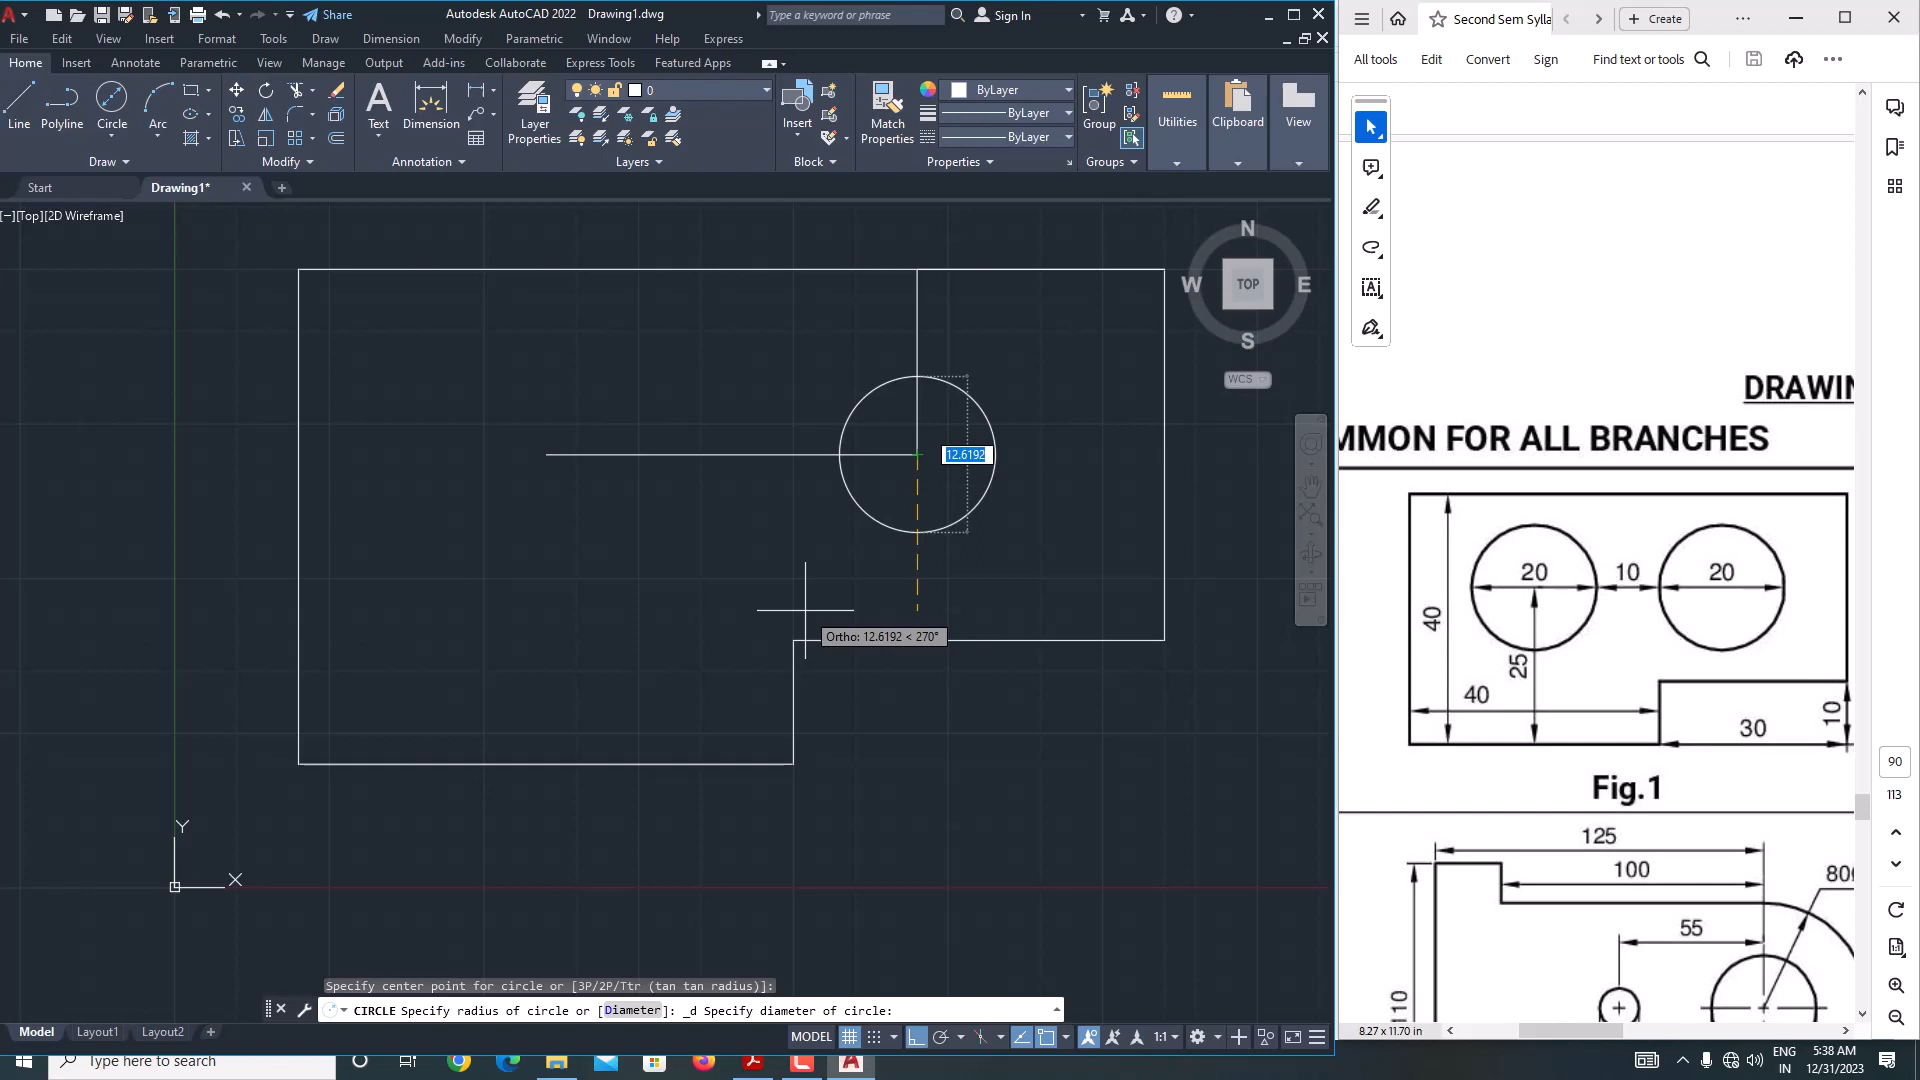 Share
Autodesk AutoCAD 2022 Drawing1.dwg
Type a keyword or phrase
Sign In
File Edit View Insert Format Tools Draw Dimension Modify Parametric Window Help Express
Home Insert Annotate Parametric View Manage Output Add-ins Collaborate Express Tools Featured Apps
0
ByLayer
ByLayer
ByLayer
Line Polyline Circle Arc
Text Dimension
Layer
Properties
Insert
Match
Properties
Group
Utilities
Clipboard
View
Draw Modify Annotation Layers Block Properties Groups
Start Drawing1*
[−][Top][2D Wireframe]
N
W TOP E
S
WCS
12.6192
Ortho: 12.6192 < 270°
Y
X
Specify center point for circle or [3P/2P/Ttr (tan tan radius)]:
CIRCLE Specify radius of circle or [Diameter]: _d Specify diameter of circle:
Model Layout1 Layout2
MODEL
1:1
Type here to search
Second Sem Sylla
Create
All tools Edit Convert Sign Find text or tools
DRAWIN
MMON FOR ALL BRANCHES
20 10 20
40
25
40
30
10
Fig.1
125
100
80
55
110
90
113
8.27 x 11.70 in
ENG
IN
5:38 AM
12/31/2023